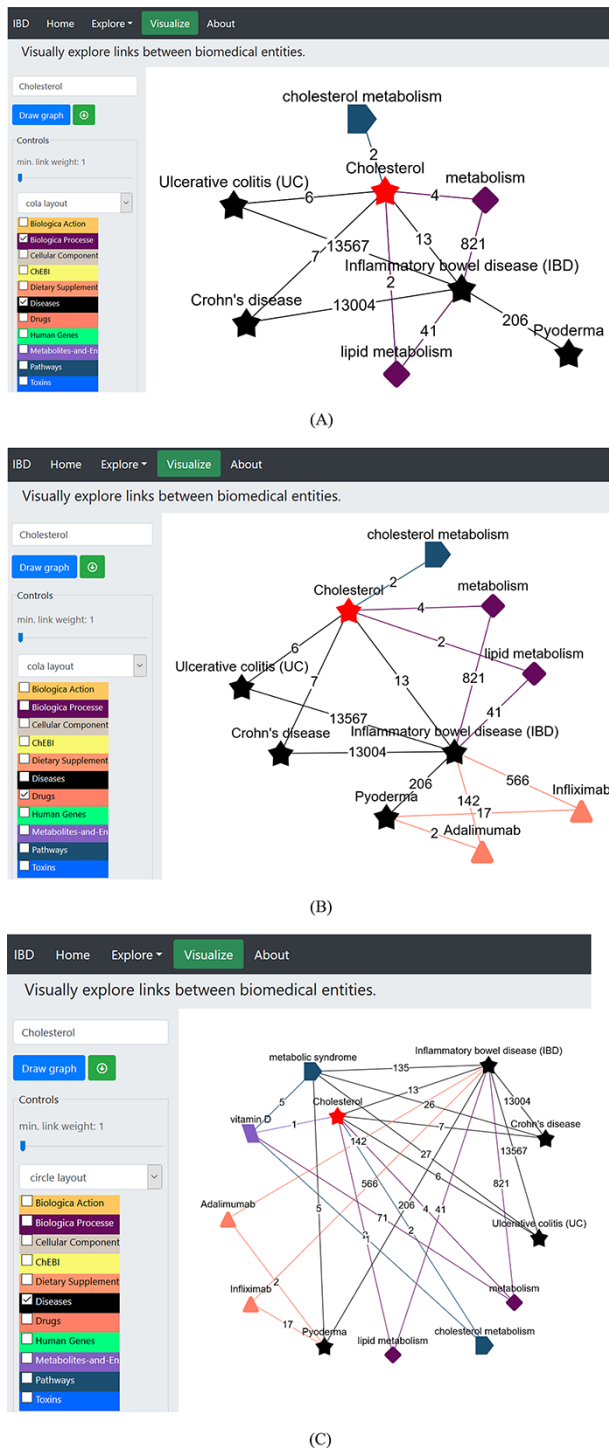 IBD Home Explore Visualize About
Visually explore links between biomedical entities.
Cholesterol
Draw graph
Controls
min. link weight: 1
cola layout
Biologica Action
Biologica Processe
Cellular Component
ChEBI
Dietary Supplement
Diseases
Drugs
Human Genes
Metabolites-and-En
Pathways
Toxins
cholesterol metabolism
2
Cholesterol
Ulcerative colitis (UC)
6
4
metabolism
13567
13
821
7
2
Inflammatory bowel disease (IBD)
Crohn's disease
13004
41
206
Pyoderma
lipid metabolism
(A)
IBD Home Explore Visualize About
Visually explore links between biomedical entities.
Cholesterol
Draw graph
Controls
min. link weight: 1
cola layout
Biologica Action
Biologica Processe
Cellular Component
ChEBI
Dietary Supplement
Diseases
Drugs
Human Genes
Metabolites-and-En
Pathways
Toxins
cholesterol metabolism
2
Cholesterol
metabolism
4
6
2
lipid metabolism
Ulcerative colitis (UC)
7
13
821
13567
41
Crohn's disease
Inflammatory bowel disease (IBD)
13004
206
566
Pyoderma
142
Infliximab
17
2
Adalimumab
(B)
IBD Home Explore Visualize About
Visually explore links between biomedical entities.
Cholesterol
Draw graph
Controls
min. link weight: 1
circle layout
Biologica Action
Biologica Processe
Cellular Component
ChEBI
Dietary Supplement
Diseases
Drugs
Human Genes
Metabolites-and-En
Pathways
Toxins
Inflammatory bowel disease (IBD)
metabolic syndrome
135
13
Cholesterol
5
26
13004
vitamin D
1
7
Crohn's disease
142
27
13567
6
566
821
Adalimumab
206
4
41
Ulcerative colitis (UC)
5
71
2
2
Infliximab
metabolism
17
Pyoderma
lipid metabolism
cholesterol metabolism
(C)